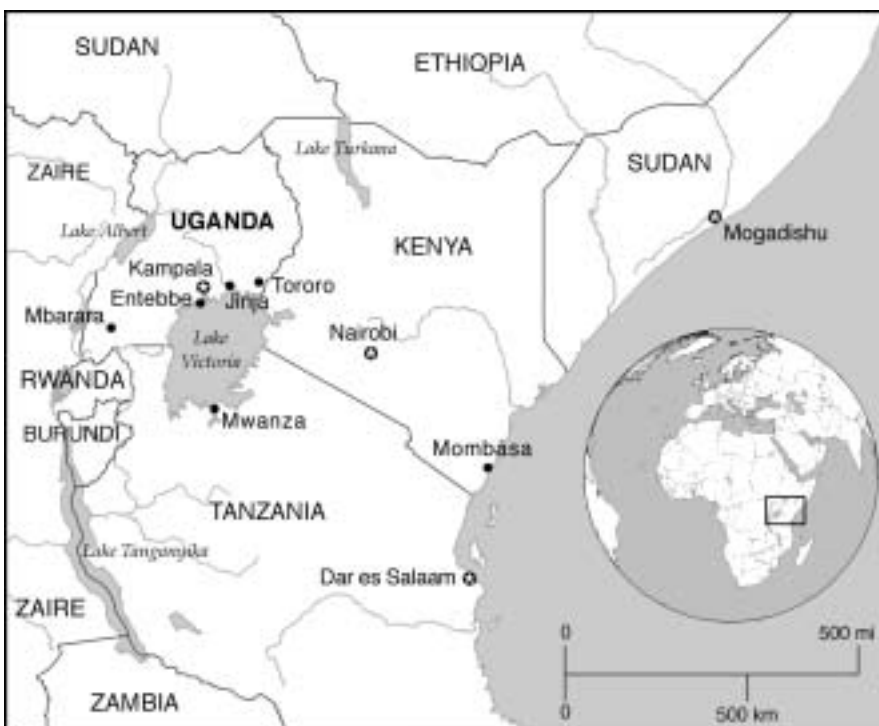 SUDAN
ETHIOPIA
Lake Turkana
SUDAN
ZAIRE
UGANDA
Lake Albert
KENYA
Mogadishu
Kampala
Tororo
Entebbe
Jinja
Mbarara
Lake
Victoria
Nairobi
RWANDA
Mwanza
BURUNDI
Mombasa
TANZANIA
Lake Tanganjika
Dar es Salaam
ZAIRE
0
500 mi
ZAMBIA
0
500 km